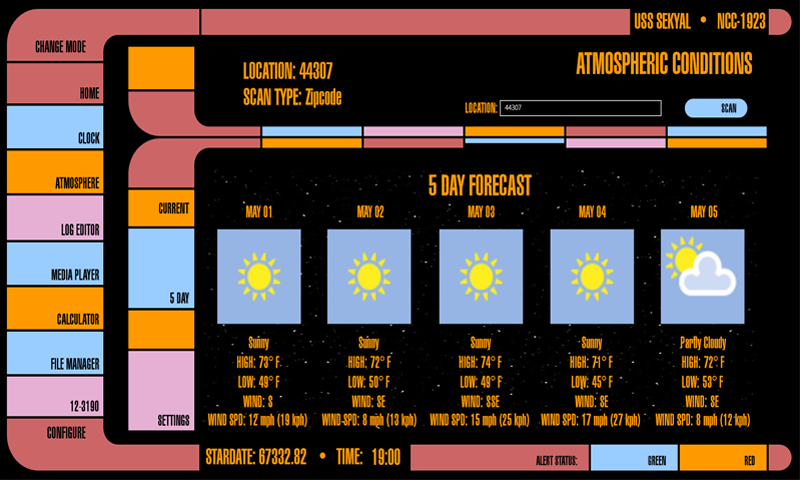 USS SEKYAL • NCC-1923
CHANGE MODE
HOME
CLOCK
ATMOSPHERE
LOG EDITOR
MEDIA PLAYER
CALCULATOR
FILE MANAGER
12-3190
CONFIGURE
LOCATION: 44307
SCAN TYPE: Zipcode
ATMOSPHERIC CONDITIONS
LOCATION: 44307 SCAN
CURRENT
5 DAY
SETTINGS
5 DAY FORECAST
MAY 01 MAY 02 MAY 03 MAY 04 MAY 05
Sunny Sunny Sunny Sunny Partly Cloudy
HIGH: 73° F HIGH: 72° F HIGH: 74° F HIGH: 71° F HIGH: 72° F
LOW: 49° F LOW: 50° F LOW: 49° F LOW: 45° F LOW: 53° F
WIND: S WIND: SE WIND: SSE WIND: SE WIND: SE
WIND SPD: 12 mph (19 kph) WIND SPD: 8 mph (13 kph) WIND SPD: 15 mph (25 kph) WIND SPD: 17 mph (27 kph) WIND SPD: 8 mph (12 kph)
STARDATE: 67332.82 • TIME: 19:00
ALERT STATUS: GREEN RED